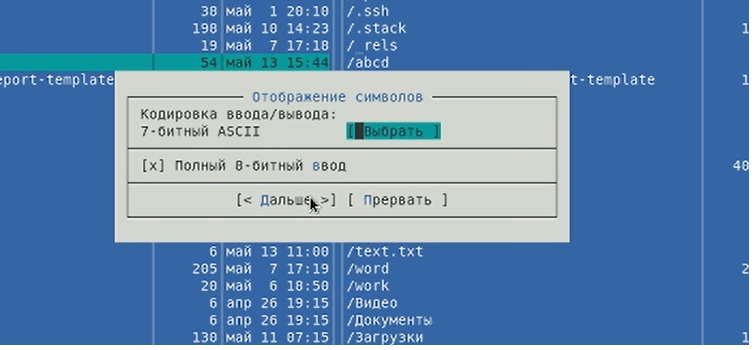 38 май 1 20:10 /.ssh
198 май 10 14:23 /.stack 1
19 май 7 17:18 /_rels
54 май 13 15:44 /abcd
eport-template t-template
Отображение символов
Кодировка ввода/вывода:
7-битный ASCII [ Выбрать ]
[x] Полный 8-битный ввод 40
[< Дальше >] [ Прервать ]
6 май 13 11:00 /text.txt
205 май 7 17:19 /word 2
20 май 6 18:50 /work
6 апр 26 19:15 /Видео
6 апр 26 19:15 /Документы
130 май 11 07:15 /Загрузки 1